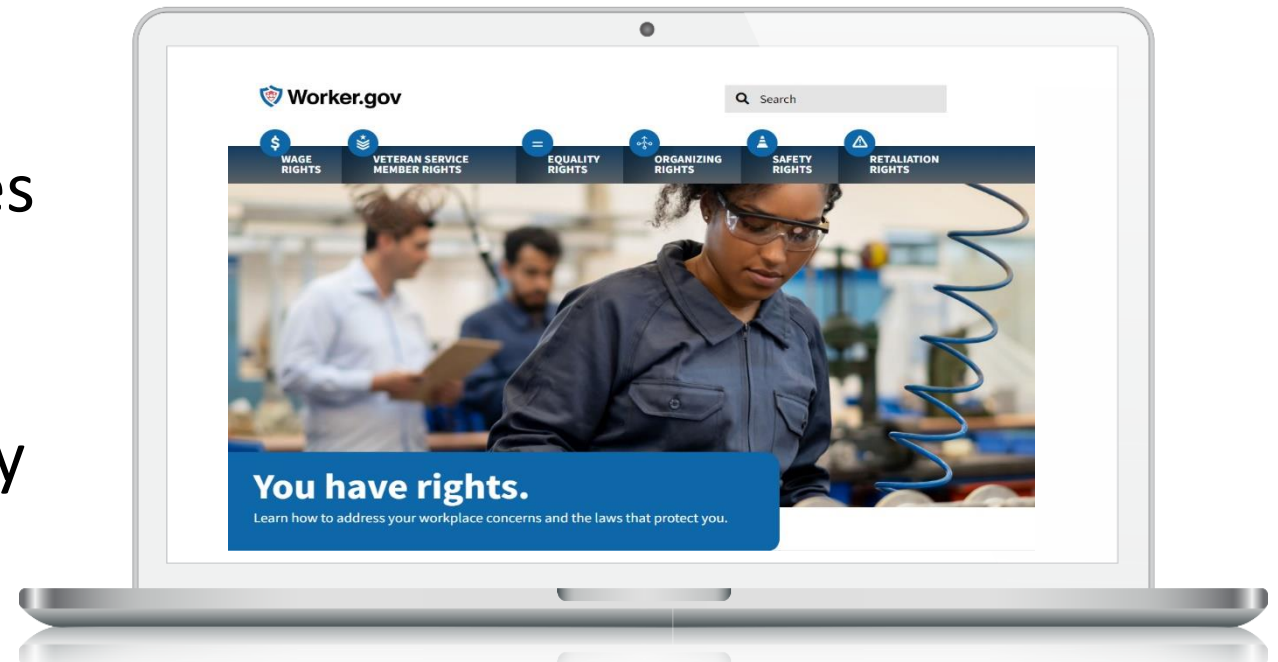 es
y
Worker.gov
Search
WAGE
RIGHTS
VETERAN SERVICE
MEMBER RIGHTS
EQUALITY
RIGHTS
ORGANIZING
RIGHTS
SAFETY
RIGHTS
RETALIATION
RIGHTS
You have rights.
Learn how to address your workplace concerns and the laws that protect you.